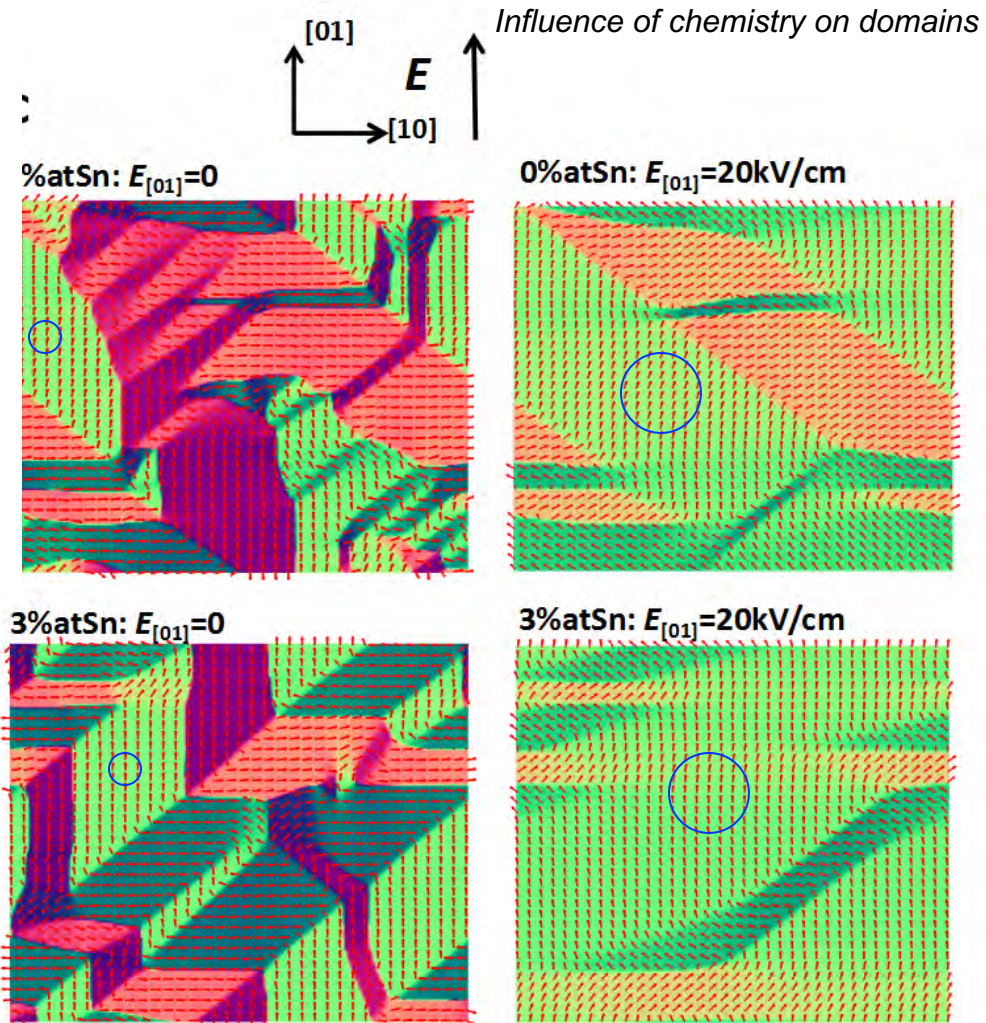 Influence of chemistry on domains
[01]
E
[10]
%atSn: E[01]=0
0%atSn: E[01]=20kV/cm
3%atSn: E[01]=0
3%atSn: E[01]=20kV/cm